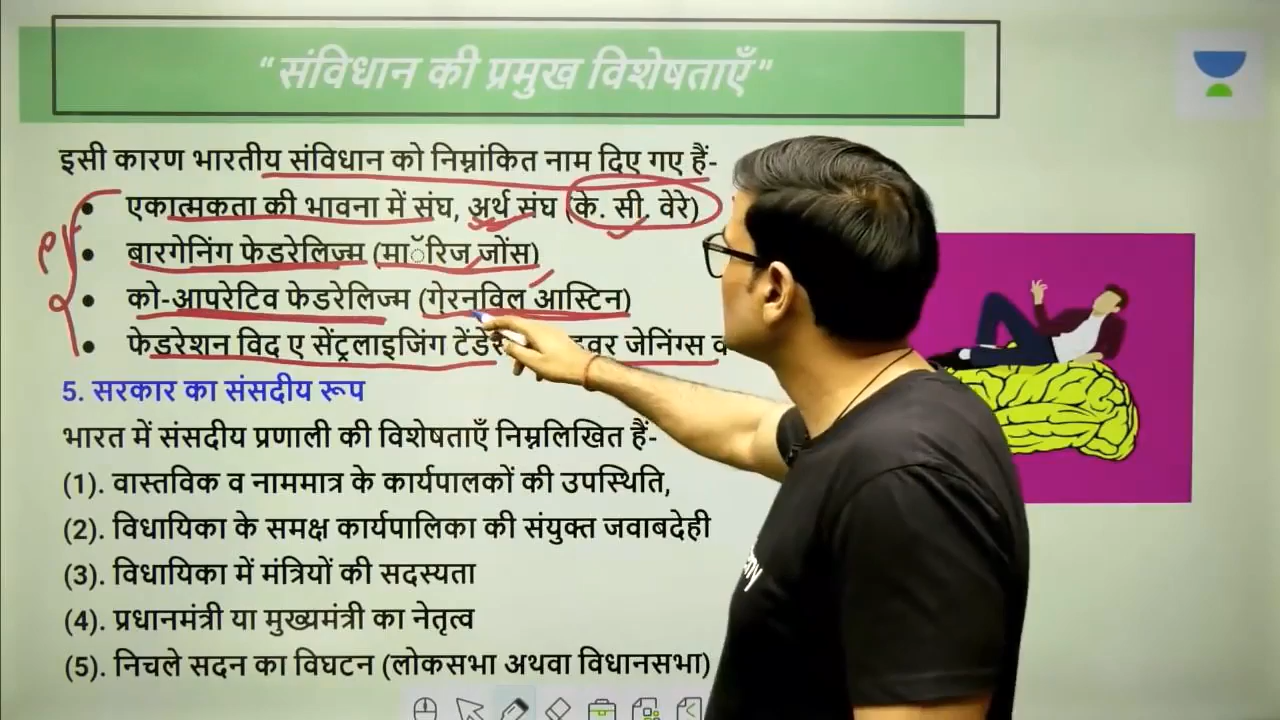 “संविधान की प्रमुख विशेषताएँ”
इसी कारण भारतीय संविधान को निम्नांकित नाम दिए गए हैं-
• एकात्मकता की भावना में संघ, अर्थ संघ (के. सी. वेरे)
• बारगेनिंग फेडरेलिज्म (माॅरिज जोंस)
• को-आपरेटिव फेडरेलिज्म (गे्रनविल आस्टिन)
• फेडरेशन विद ए सेंट्रलाइजिंग जेनिंग्स
5. सरकार का संसदीय रूप
भारत में संसदीय प्रणाली की विशेषताएँ निम्नलिखित हैं-
(1). वास्तविक व नाममात्र के कार्यपालकों की उपस्थिति,
(2). विधायिका के समक्ष कार्यपालिका की संयुक्त जवाबदेही
(3). विधायिका में मंत्रियों की सदस्यता
(4). प्रधानमंत्री या मुख्यमंत्री का नेतृत्व
(5). निचले सदन का विघटन (लोकसभा अथवा विधानसभा)